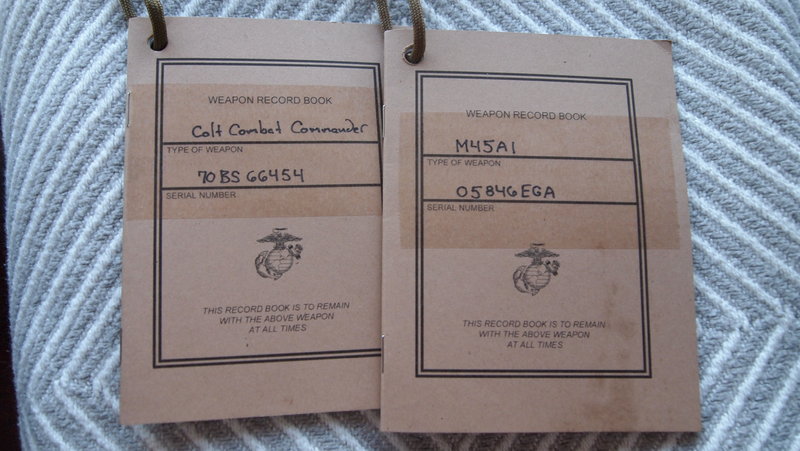 WEAPON RECORD BOOK
Colt Combat Commander
TYPE OF WEAPON
70BS66454
SERIAL NUMBER
THIS RECORD BOOK IS TO REMAIN
WITH THE ABOVE WEAPON
AT ALL TIMES
WEAPON RECORD BOOK
M45A1
TYPE OF WEAPON
05846EGA
SERIAL NUMBER
THIS RECORD BOOK IS TO REMAIN
WITH THE ABOVE WEAPON
AT ALL TIMES